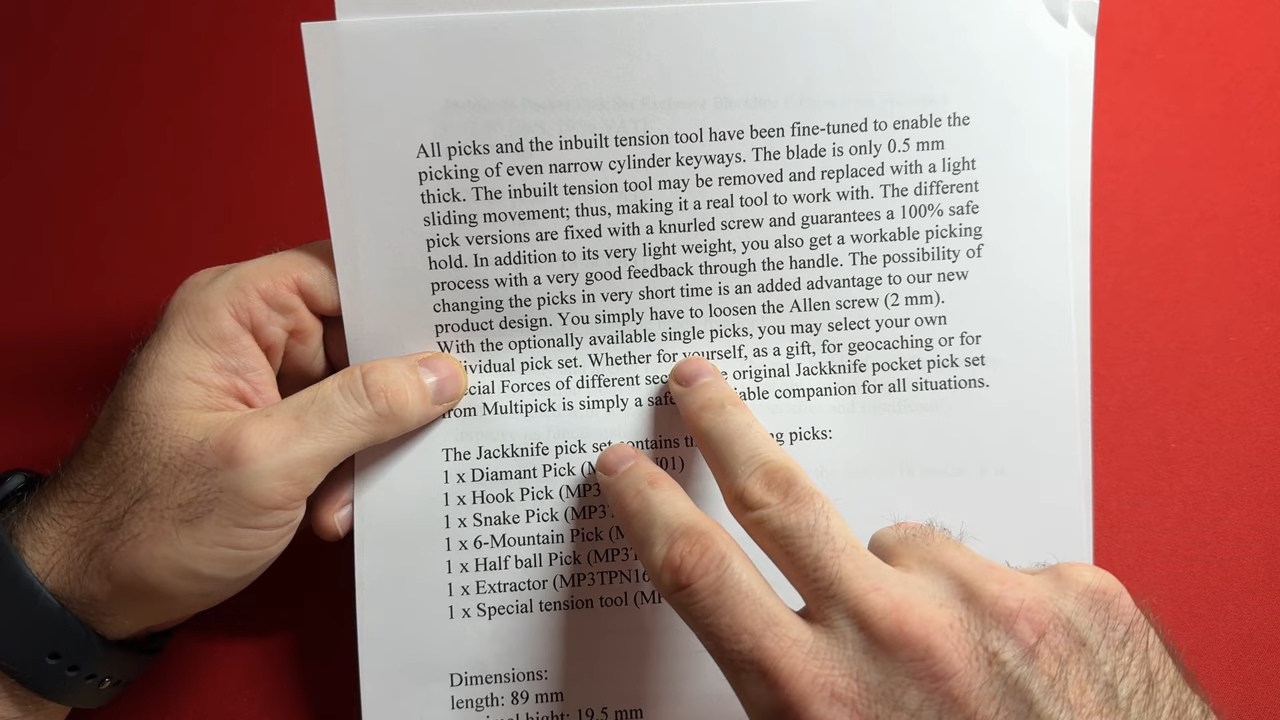 All picks and the inbuilt tension tool have been fine-tuned to enable the
picking of even narrow cylinder keyways. The blade is only 0.5 mm
thick. The inbuilt tension tool may be removed and replaced with a light
sliding movement; thus, making it a real tool to work with. The different
pick versions are fixed with a knurled screw and guarantees a 100% safe
hold. In addition to its very light weight, you also get a workable picking
process with a very good feedback through the handle. The possibility of
changing the picks in very short time is an added advantage to our new
product design. You simply have to loosen the Allen screw (2 mm).
With the optionally available single picks, you may select your own
ividual pick set. Whether for yourself, as a gift, for geocaching or for
cial Forces of different sec original Jackknife pocket pick set
from Multipick is simply a safe iable companion for all situations.
The Jackknife pick set contains g picks:
1 x Diamant Pick ( 01)
1 x Hook Pick (MP3
1 x Snake Pick (MP3
1 x 6-Mountain Pick (
1 x Half ball Pick (MP3
1 x Extractor (MP3TPN16
1 x Special tension tool (
Dimensions:
length: 89 mm
hight: 19.5 mm